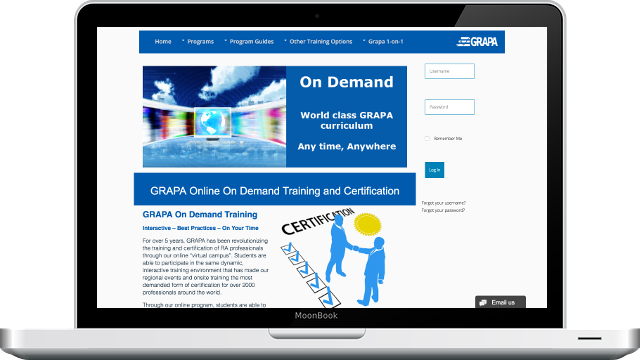 Home Programs Program Guides Other Training Options Grapa 1-on-1 GRAPA
On Demand
World class GRAPA
curriculum
Any time, Anywhere
Username
Password
Remember Me
Log in
Forgot your username?
Forgot your password?
GRAPA Online On Demand Training and Certification
GRAPA On Demand Training
Interactive – Best Practices – On Your Time
For over 5 years, GRAPA has been revolutionizing
the training and certification of RA professionals
through our online "virtual campus". Students are
able to participate in the same dynamic,
interactive training environment that has made our
regional events and onsite training the most
demanded form of certification for over 2000
professionals around the world.
Through our online program, students are able to
CERTIFICATION
Email us
MoonBook